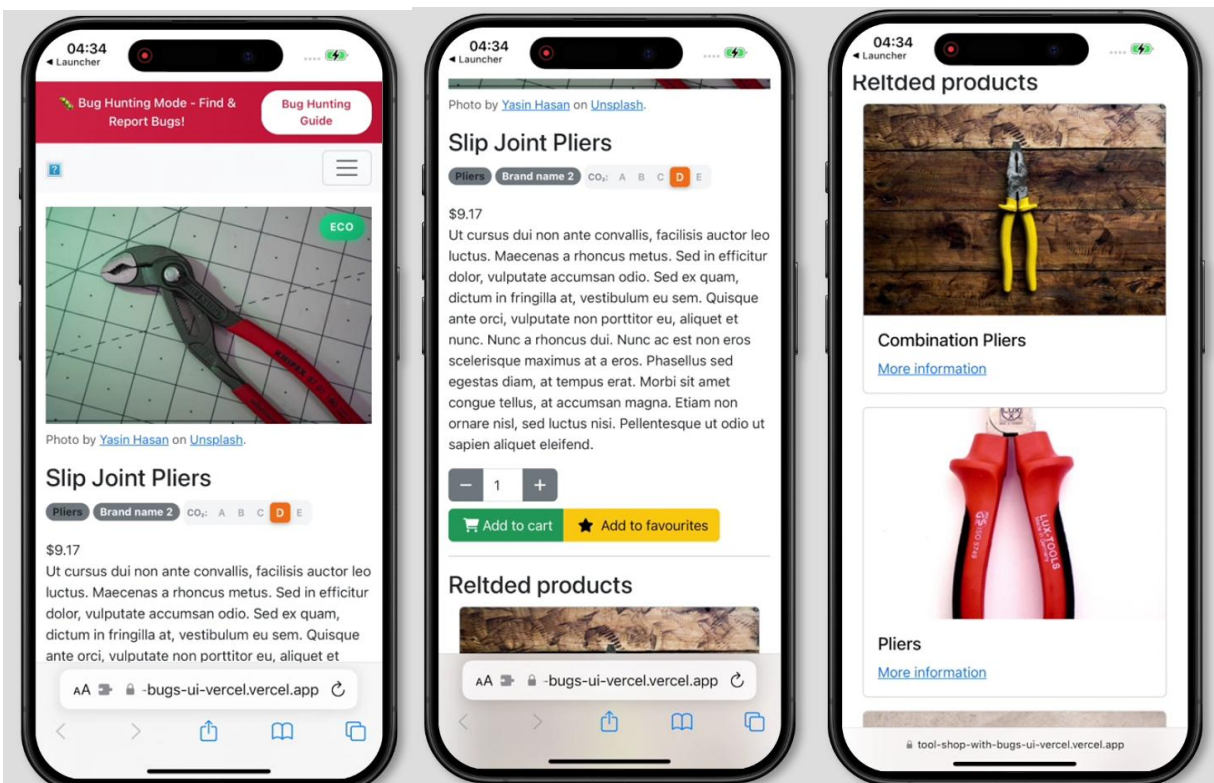 04:34
◀ Launcher
Bug Hunting Mode - Find &
Report Bugs!
Bug Hunting
Guide
ECO
Photo by Yasin Hasan on Unsplash.
Slip Joint Pliers
Pliers Brand name 2 CO₂: A B C D E
$9.17
Ut cursus dui non ante convallis, facilisis auctor leo
luctus. Maecenas a rhoncus metus. Sed in efficitur
dolor, vulputate accumsan odio. Sed ex quam,
dictum in fringilla at, vestibulum eu sem. Quisque
ante orci, vulputate non porttitor eu, aliquet et
AA -bugs-ui-vercel.vercel.app
04:34
◀ Launcher
Photo by Yasin Hasan on Unsplash.
Slip Joint Pliers
Pliers Brand name 2 CO₂: A B C D E
$9.17
Ut cursus dui non ante convallis, facilisis auctor leo
luctus. Maecenas a rhoncus metus. Sed in efficitur
dolor, vulputate accumsan odio. Sed ex quam,
dictum in fringilla at, vestibulum eu sem. Quisque
ante orci, vulputate non porttitor eu, aliquet et
nunc. Nunc a rhoncus dui. Nunc ac est non eros
scelerisque maximus at a eros. Phasellus sed
egestas diam, at tempus erat. Morbi sit amet
congue tellus, at accumsan magna. Etiam non
ornare nisl, sed luctus nisi. Pellentesque ut odio ut
sapien aliquet eleifend.
− 1 +
Add to cart Add to favourites
Reltded products
AA -bugs-ui-vercel.vercel.app
04:34
◀ Launcher
Reltded products
Combination Pliers
More information
LUX-TOOLS
GS ISO 5746
Pliers
More information
tool-shop-with-bugs-ui-vercel.vercel.app